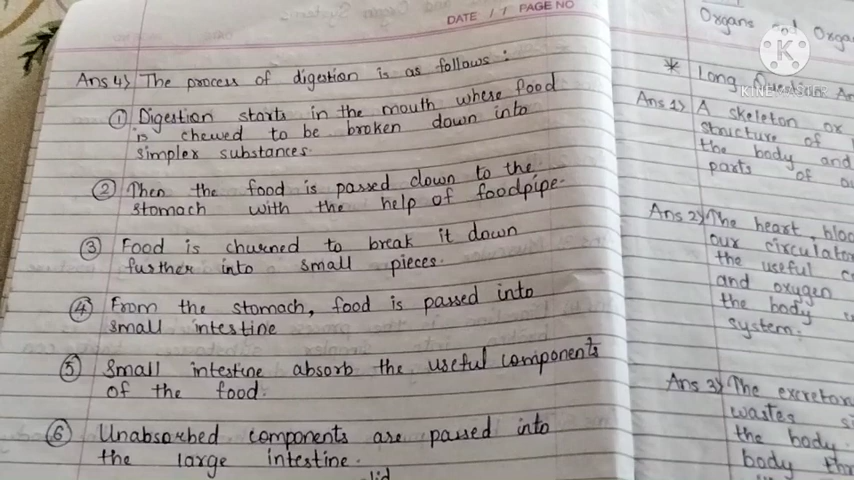 DATE / / PAGE NO
Ans 4) The process of digestion is as follows:
① Digestion starts in the mouth where food
is chewed to be broken down into
simpler substances.
② Then the food is passed down to the
stomach with the help of foodpipe.
③ Food is churned to break it down
further into small pieces.
④ From the stomach, food is passed into
small intestine
⑤ Small intestine absorb the useful components
of the food.
⑥ Unabsorbed components are passed into
the large intestine.
Organs and
* Long
KINEMASTER
Ans 1) A skeleton or
structure of
the body and
parts of
Ans 2) The heart,
our
the useful
and oxygen
the body
system.
Ans 3) The
wastes
the body.
body